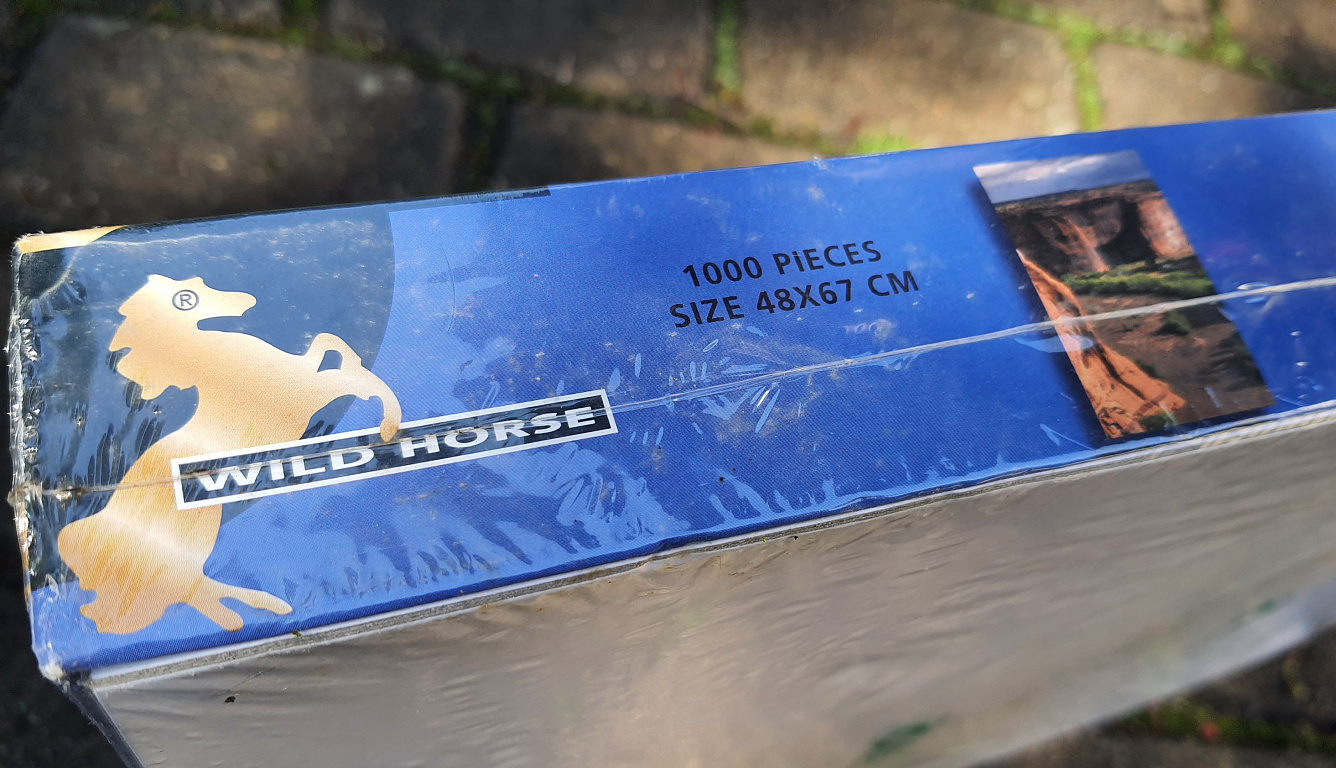 ®
WILD HORSE
1000 PiECES
SIZE 48X67 CM